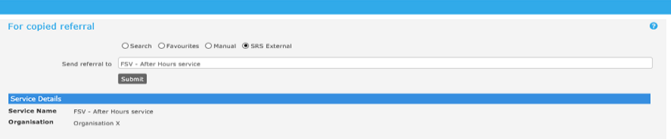 For copied referral
Search Favourites Manual SRS External
Send referral to FSV - After Hours service
Submit
Service Details
Service Name FSV - After Hours service
Organisation Organisation X